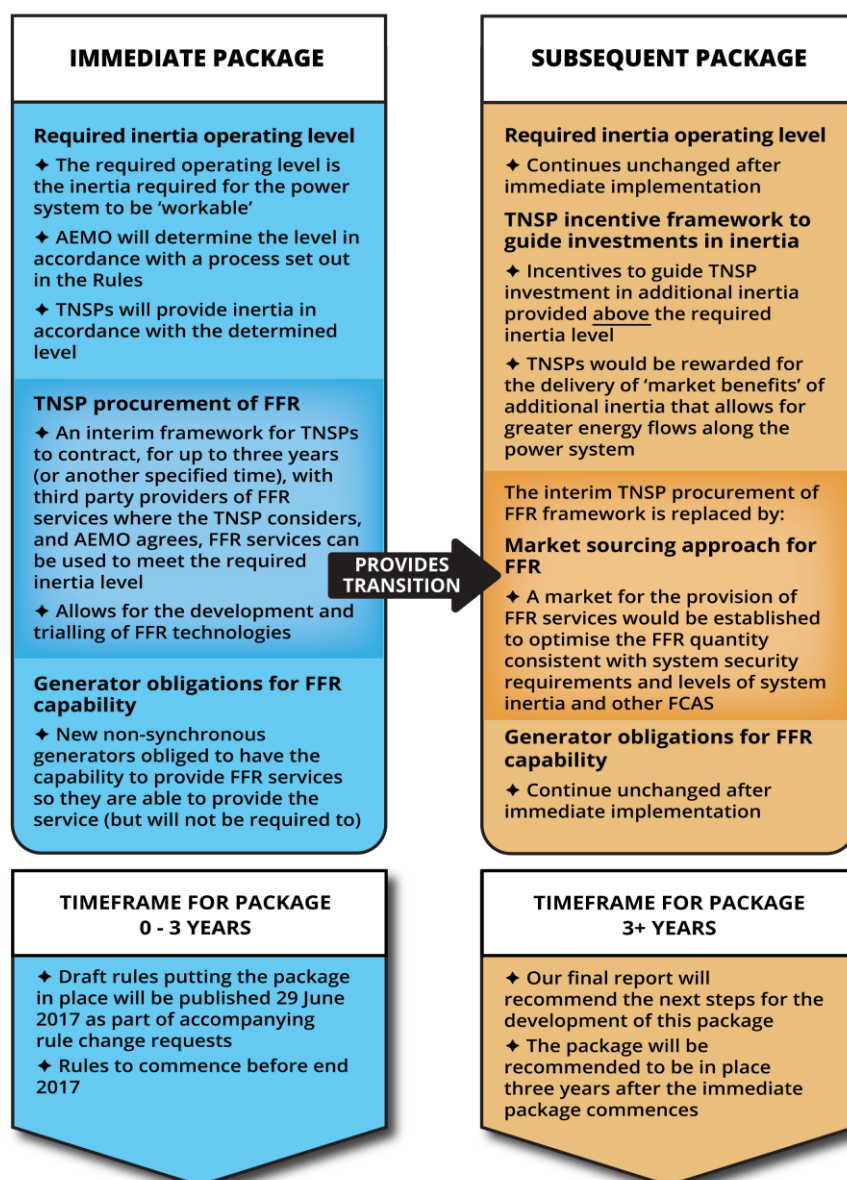 IMMEDIATE PACKAGE
Required inertia operating level
✦ The required operating level is
the inertia required for the power
system to be ‘workable’
✦ AEMO will determine the level in
accordance with a process set out
in the Rules
✦ TNSPs will provide inertia in
accordance with the determined
level
TNSP procurement of FFR
✦ An interim framework for TNSPs
to contract, for up to three years
(or another specified time), with
third party providers of FFR
services where the TNSP considers,
and AEMO agrees, FFR services can
be used to meet the required
inertia level
✦ Allows for the development and
trialling of FFR technologies
Generator obligations for FFR
capability
✦ New non-synchronous
generators obliged to have the
capability to provide FFR services
so they are able to provide the
service (but will not be required to)
TIMEFRAME FOR PACKAGE
0 - 3 YEARS
✦ Draft rules putting the package
in place will be published 29 June
2017 as part of accompanying
rule change requests
✦ Rules to commence before end
2017
PROVIDES
TRANSITION
SUBSEQUENT PACKAGE
Required inertia operating level
✦ Continues unchanged after
immediate implementation
TNSP incentive framework to
guide investments in inertia
✦ Incentives to guide TNSP
investment in additional inertia
provided above the required
inertia level
✦ TNSPs would be rewarded for
the delivery of ‘market benefits’ of
additional inertia that allows for
greater energy flows along the
power system
The interim TNSP procurement of
FFR framework is replaced by:
Market sourcing approach for
FFR
✦ A market for the provision of
FFR services would be established
to optimise the FFR quantity
consistent with system security
requirements and levels of system
inertia and other FCAS
Generator obligations for FFR
capability
✦ Continue unchanged after
immediate implementation
TIMEFRAME FOR PACKAGE
3+ YEARS
✦ Our final report will
recommend the next steps for the
development of this package
✦ The package will be
recommended to be in place
three years after the immediate
package commences